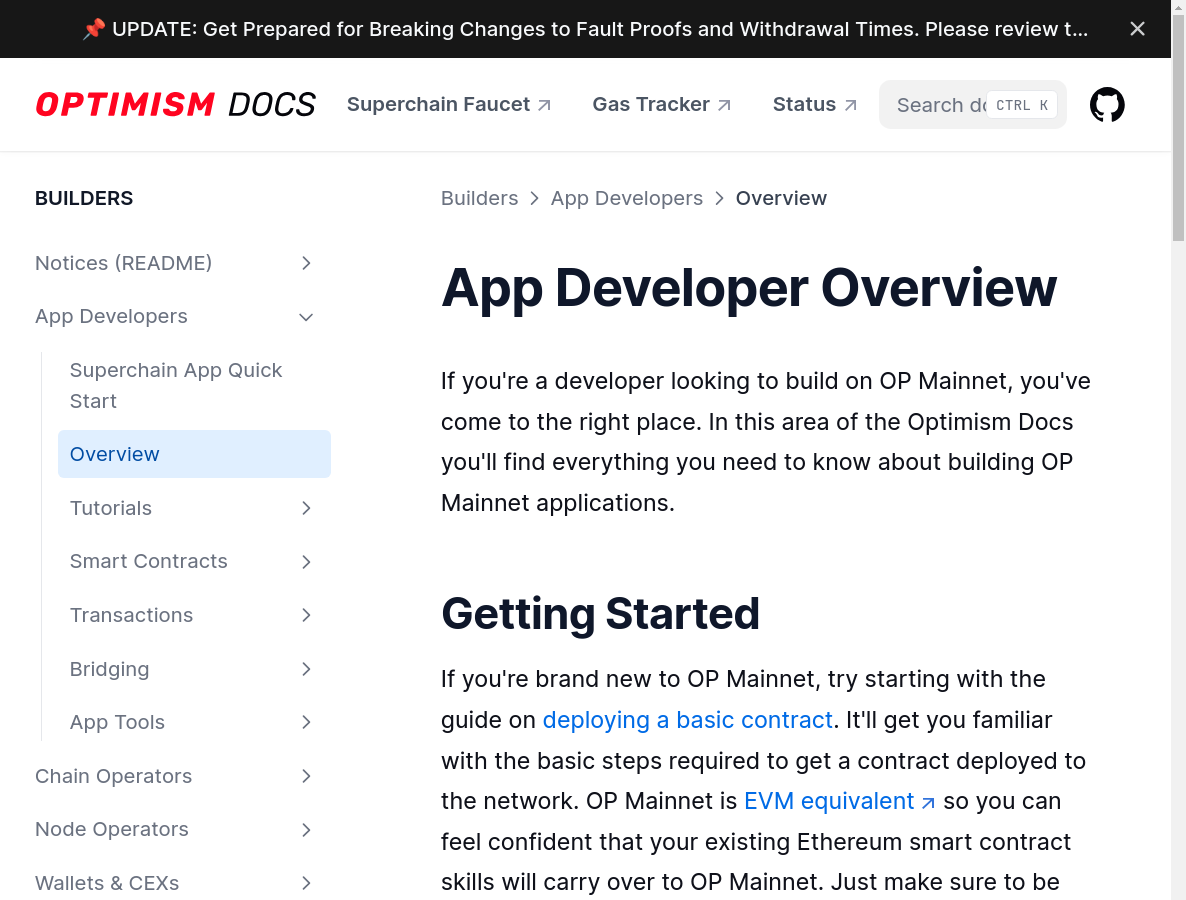 📌 UPDATE: Get Prepared for Breaking Changes to Fault Proofs and Withdrawal Times. Please review t...
OPTIMISM DOCS
Superchain Faucet
Gas Tracker
Status
Search do
CTRL K
BUILDERS
Notices (README)
App Developers
Superchain App Quick
Start
Overview
Tutorials
Smart Contracts
Transactions
Bridging
App Tools
Chain Operators
Node Operators
Wallets & CEXs
Builders > App Developers > Overview
App Developer Overview
If you're a developer looking to build on OP Mainnet, you've
come to the right place. In this area of the Optimism Docs
you'll find everything you need to know about building OP
Mainnet applications.
Getting Started
If you're brand new to OP Mainnet, try starting with the
guide on deploying a basic contract. It'll get you familiar
with the basic steps required to get a contract deployed to
the network. OP Mainnet is EVM equivalent so you can
feel confident that your existing Ethereum smart contract
skills will carry over to OP Mainnet. Just make sure to be